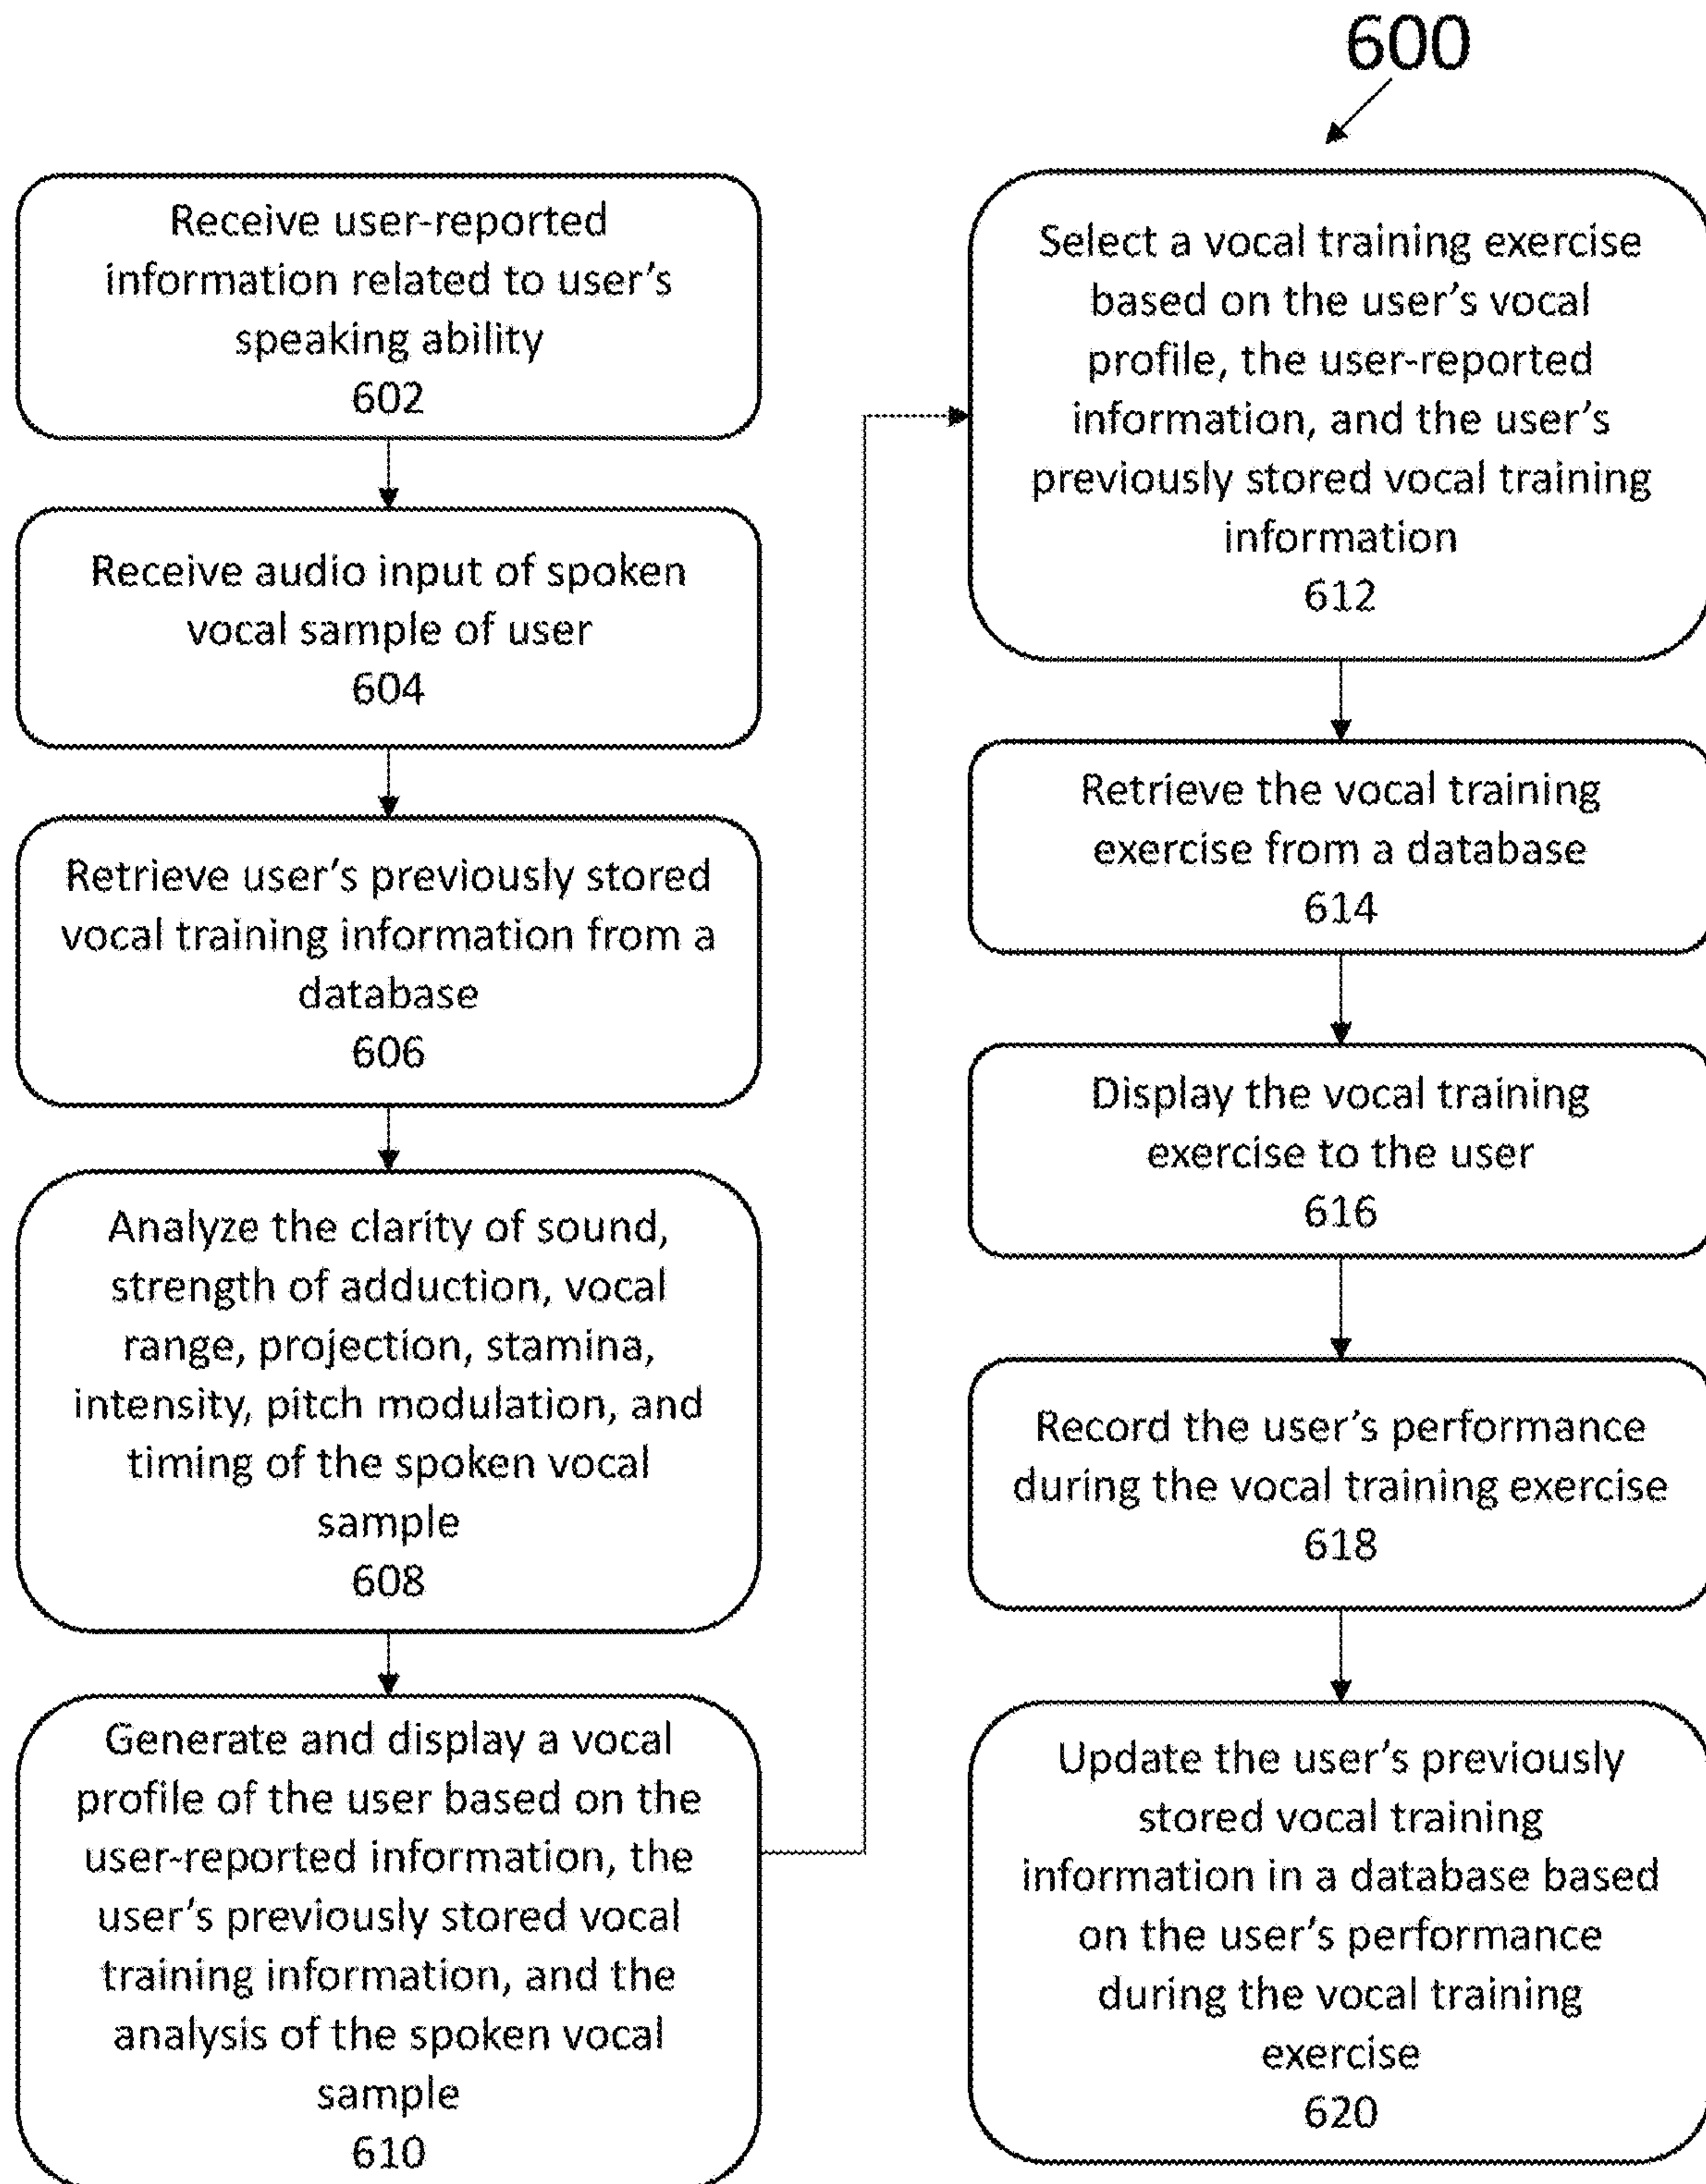 600
Receive user-reported
information related to user's
speaking ability
602
Receive audio input of spoken
vocal sample of user
604
Retrieve user's previously stored
vocal training information from a
database
606
Analyze the clarity of sound,
strength of adduction, vocal
range, projection, stamina,
intensity, pitch modulation, and
timing of the spoken vocal
sample
608
Generate and display a vocal
profile of the user based on the
user-reported information, the
user's previously stored vocal
training information, and the
analysis of the spoken vocal
sample
610
Select a vocal training exercise
based on the user's vocal
profile, the user-reported
information, and the user's
previously stored vocal training
information
612
Retrieve the vocal training
exercise from a database
614
Display the vocal training
exercise to the user
616
Record the user's performance
during the vocal training exercise
618
Update the user's previously
stored vocal training
information in a database based
on the user's performance
during the vocal training
exercise
620